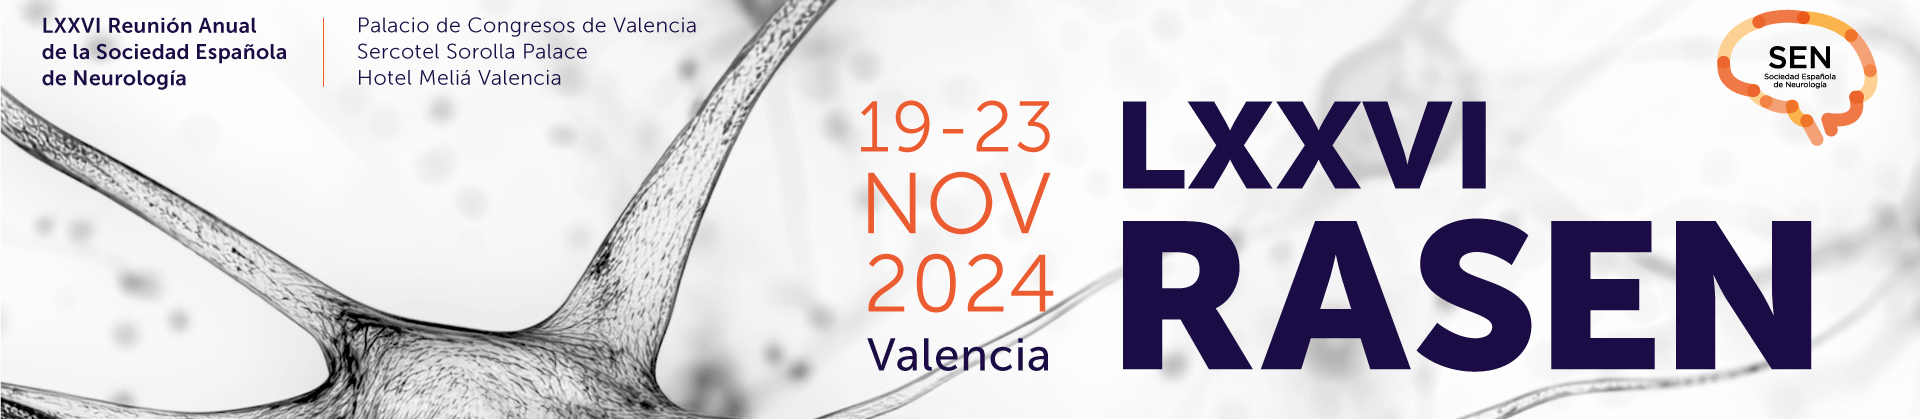 LXXVI Reunión Anual
de la Sociedad Española
de Neurología
Palacio de Congresos de Valencia
Sercotel Sorolla Palace
Hotel Meliá Valencia
19-23
NOV
2024
Valencia
LXXVI
RASEN
SEN
Sociedad Española
de Neurología